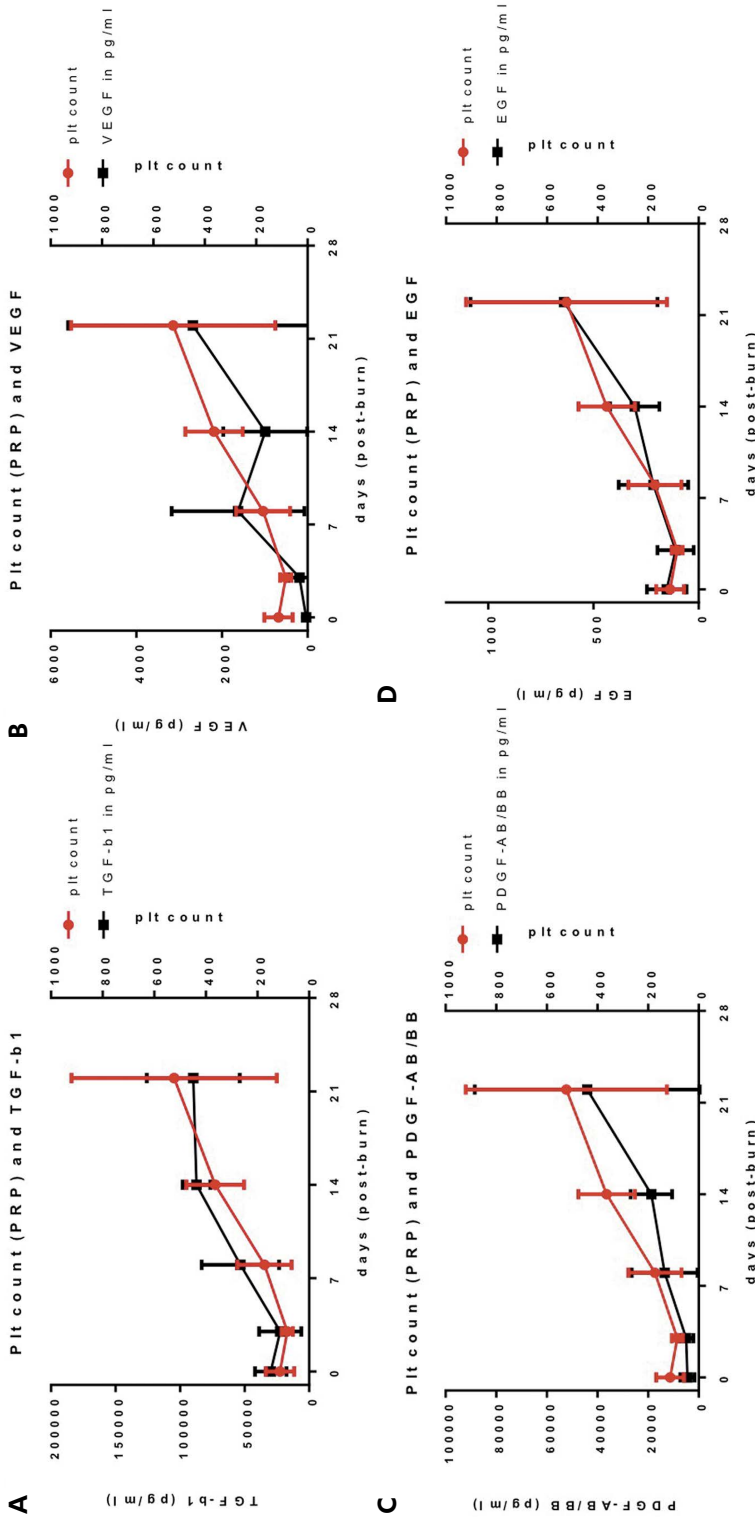 A
Plt count (PRP) and TGF-b1
TGF-b1 (pg/ml)
200000
150000
100000
50000
0
0
7
14
21
28
days (post-burn)
1000
800
600
400
200
0
plt count
plt count
TGF-b1 in pg/ml
B
Plt count (PRP) and VEGF
VEGF (pg/ml)
6000
4000
2000
0
0
7
14
21
28
days (post-burn)
1000
800
600
400
200
0
plt count
plt count
VEGF in pg/ml
C
Plt count (PRP) and PDGF-AB/BB
PDGF-AB/BB (pg/ml)
100000
80000
60000
40000
20000
0
0
7
14
21
28
days (post-burn)
1000
800
600
400
200
0
plt count
plt count
PDGF-AB/BB in pg/ml
D
Plt count (PRP) and EGF
EGF (pg/ml)
1000
500
0
0
7
14
21
28
days (post-burn)
1000
800
600
400
200
0
plt count
plt count
EGF in pg/ml